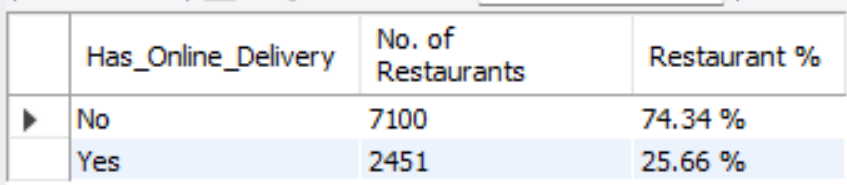 Has_Online_Delivery No. of Restaurants Restaurant %
No 7100 74.34 %
Yes 2451 25.66 %